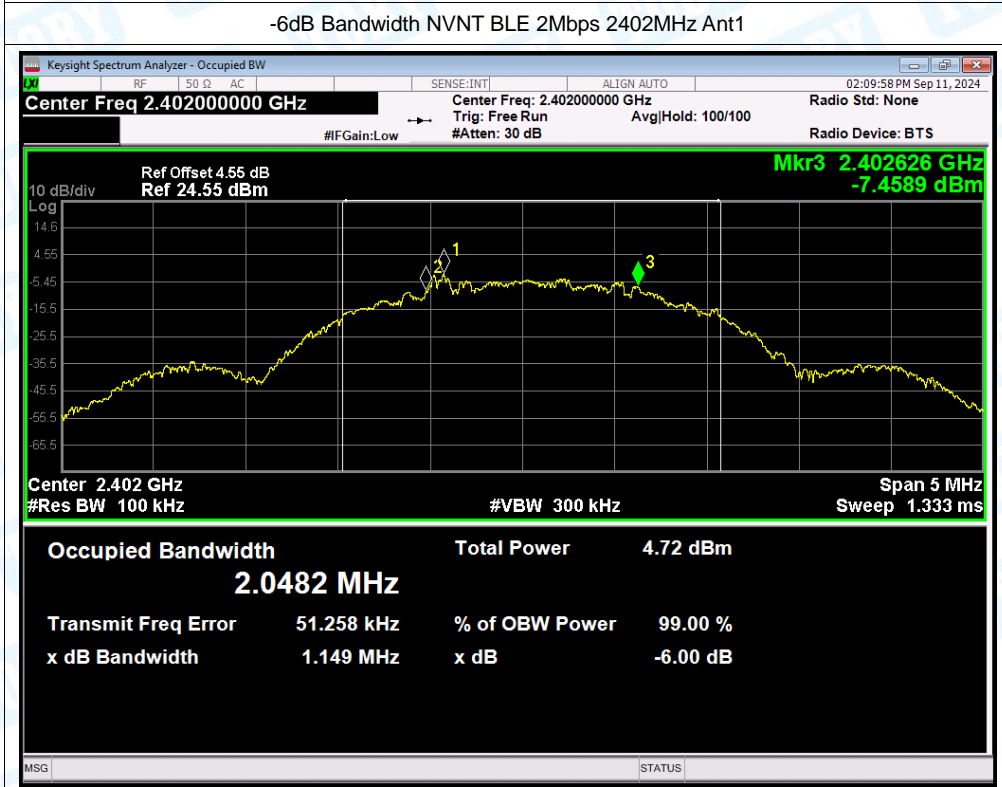 -6dB Bandwidth NVNT BLE 2Mbps 2402MHz Ant1
Keysight Spectrum Analyzer - Occupied BW
LXI RF 50 Ω AC SENSE:INT ALIGN AUTO 02:09:58 PM Sep 11, 2024
Center Freq 2.402000000 GHz Center Freq: 2.402000000 GHz Radio Std: None
Trig: Free Run Avg|Hold: 100/100
#IFGain:Low #Atten: 30 dB Radio Device: BTS
Mkr3 2.402626 GHz
-7.4589 dBm
Ref Offset 4.55 dB
10 dB/div Ref 24.55 dBm
Log
14.6
4.55
-5.45
-15.5
-25.5
-35.5
-45.5
-55.5
-65.5
1
2
3
Center 2.402 GHz Span 5 MHz
#Res BW 100 kHz #VBW 300 kHz Sweep 1.333 ms
Occupied Bandwidth Total Power 4.72 dBm
2.0482 MHz
Transmit Freq Error 51.258 kHz % of OBW Power 99.00 %
x dB Bandwidth 1.149 MHz x dB -6.00 dB
MSG STATUS